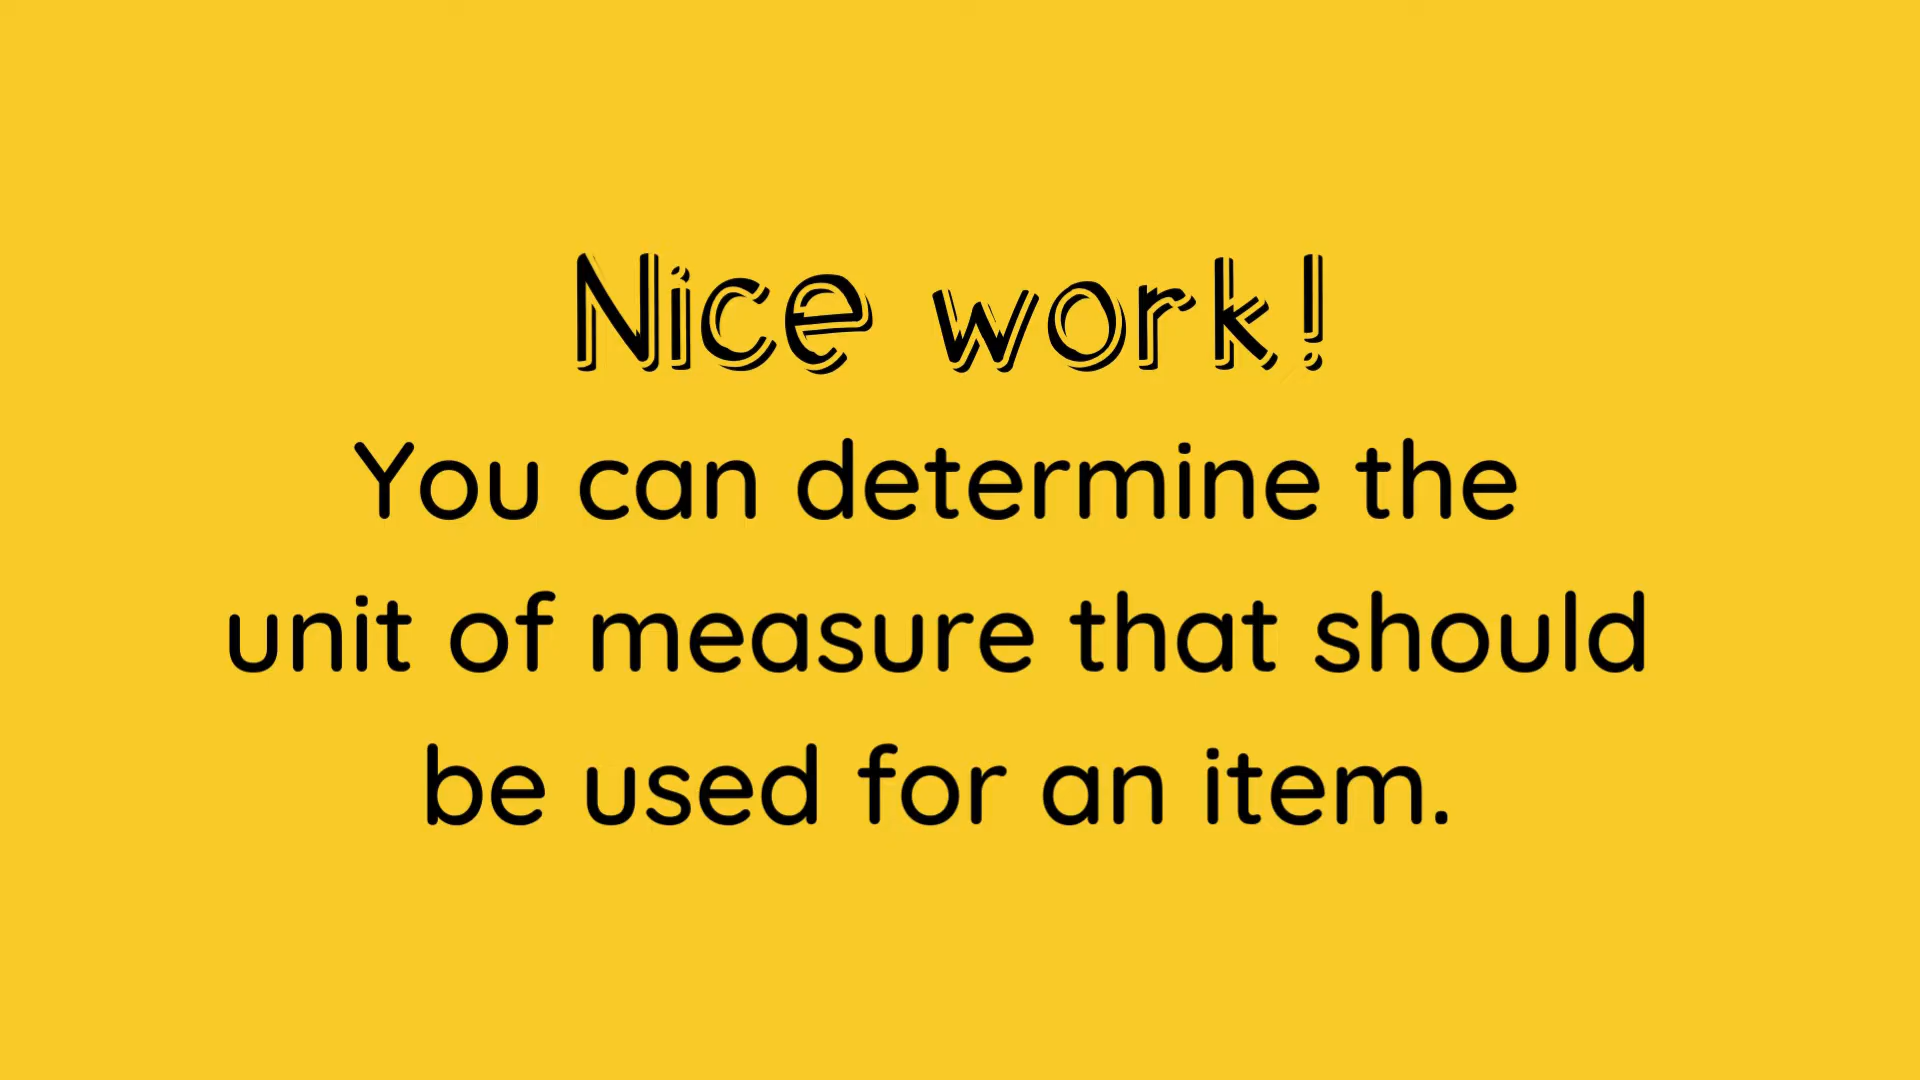 Nice work!
You can determine the
unit of measure that should
be used for an item.